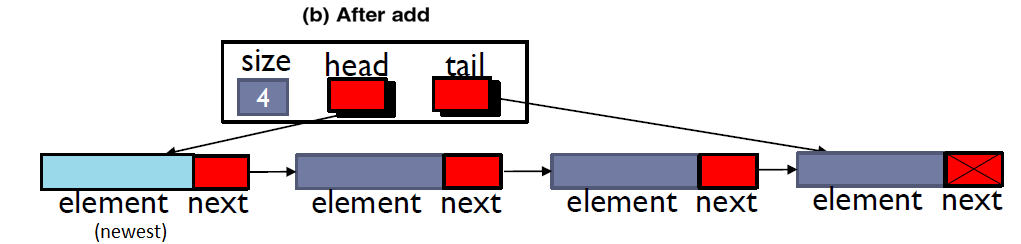 (b) After add
size head tail
4
element next element next element next element next
(newest)